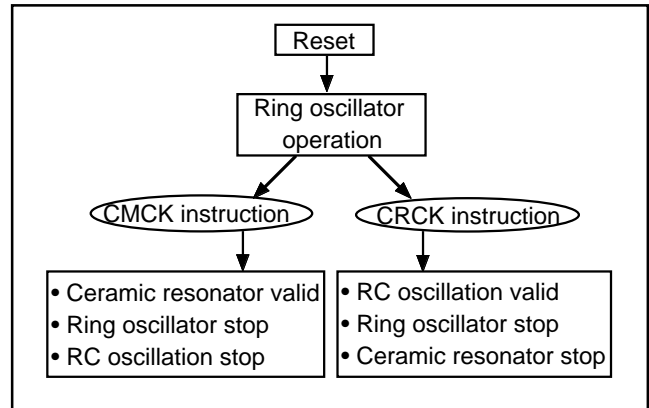 Reset
Ring oscillator
operation
CMCK instruction
CRCK instruction
• Ceramic resonator valid
• Ring oscillator stop
• RC oscillation stop
• RC oscillation valid
• Ring oscillator stop
• Ceramic resonator stop